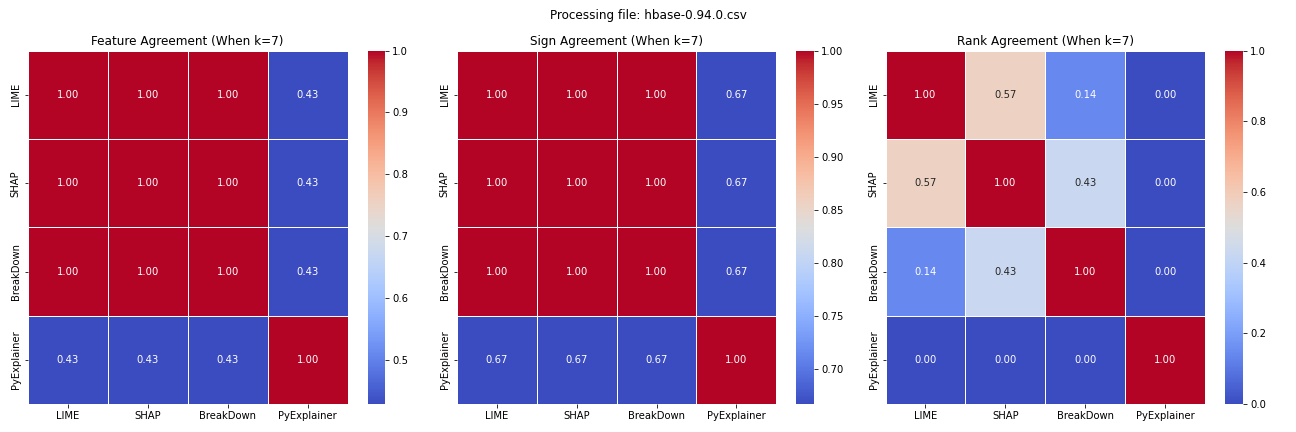 Processing file: hbase-0.94.0.csv
Feature Agreement (When k=7)
LIME
SHAP
BreakDown
PyExplainer
1.00 1.00 1.00 0.43
1.00 1.00 1.00 0.43
1.00 1.00 1.00 0.43
0.43 0.43 0.43 1.00
LIME SHAP BreakDown PyExplainer
1.0
0.9
0.8
0.7
0.6
0.5
Sign Agreement (When k=7)
LIME
SHAP
BreakDown
PyExplainer
1.00 1.00 1.00 0.67
1.00 1.00 1.00 0.67
1.00 1.00 1.00 0.67
0.67 0.67 0.67 1.00
LIME SHAP BreakDown PyExplainer
1.00
0.95
0.90
0.85
0.80
0.75
0.70
Rank Agreement (When k=7)
LIME
SHAP
BreakDown
PyExplainer
1.00 0.57 0.14 0.00
0.57 1.00 0.43 0.00
0.14 0.43 1.00 0.00
0.00 0.00 0.00 1.00
LIME SHAP BreakDown PyExplainer
1.0
0.8
0.6
0.4
0.2
0.0